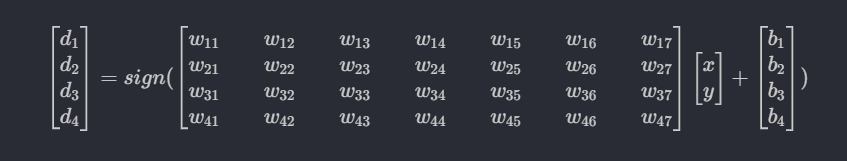 d₁ = sign( w₁₁ w₁₂ w₁₃ w₁₄ w₁₅ w₁₆ w₁₇ x + b₁ )
d₂ w₂₁ w₂₂ w₂₃ w₂₄ w₂₅ w₂₆ w₂₇ y b₂
d₃ w₃₁ w₃₂ w₃₃ w₃₄ w₃₅ w₃₆ w₃₇ b₃
d₄ w₄₁ w₄₂ w₄₃ w₄₄ w₄₅ w₄₆ w₄₇ b₄